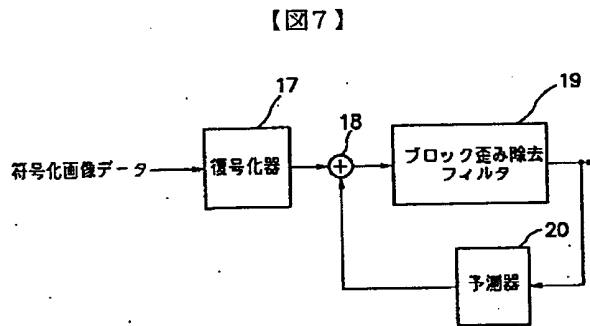 【図7】
17
18
19
符号化画像データ
復号化器
+
ブロック歪み除去
フィルタ
20
予測器